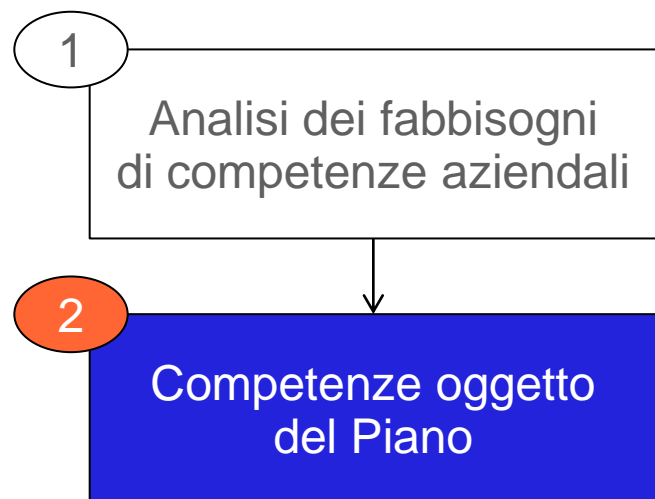 1
Analisi dei fabbisogni
di competenze aziendali
2
Competenze oggetto
del Piano